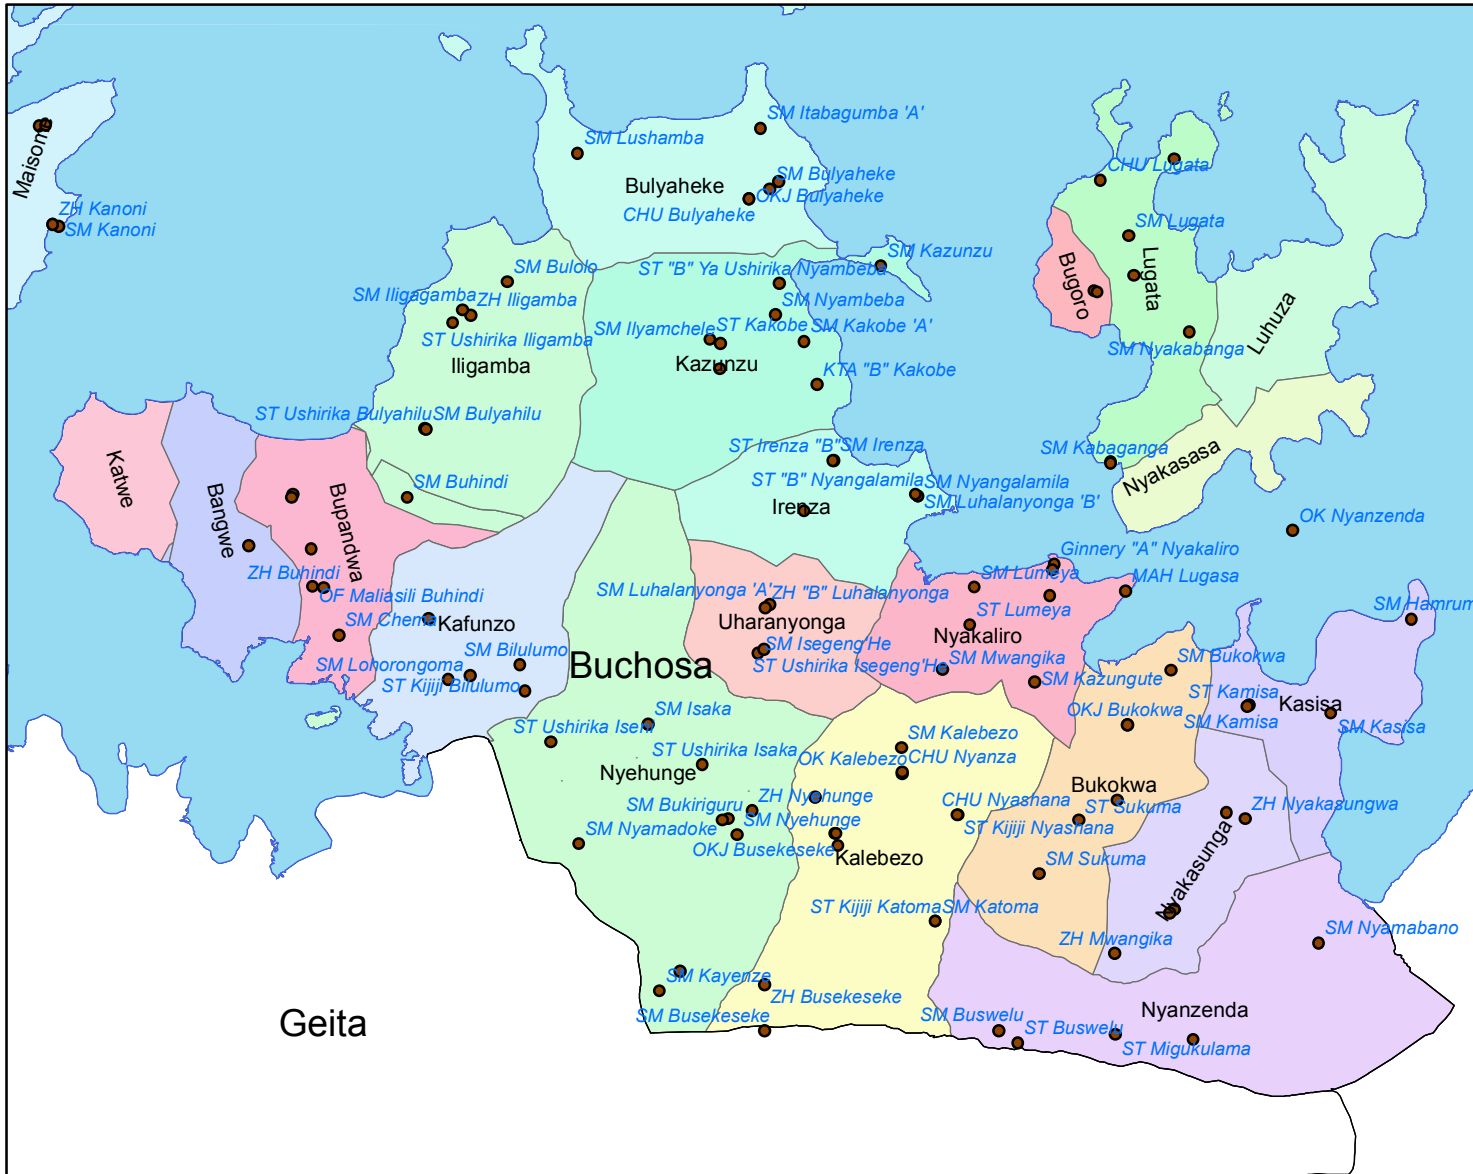 SM Itabagumba 'A'
SM Lushamba
Maisome
SM Bulyaheke
Bulyaheke
OKJ Bulyaheke
CHU Bulyaheke
CHU Lugata
ZH Kanoni
SM Kanoni
SM Lugata
SM Kazunzu
ST "B" Ya Ushirika Nyambeba
SM Bulolo
Bugoro
Lugata
Luhuza
SM Iligagamba
ZH Iligamba
SM Nyambeba
ST Ushirika Iligamba
SM Ilyamchele
ST Kakobe
SM Kakobe 'A'
SM Nyakabanga
Iligamba
Kazunzu
KTA "B" Kakobe
ST Ushirika Bulyahilu
SM Bulyahilu
ST Irenza "B"
SM Irenza
SM Kabaganga
Nyakasasa
Katwe
SM Buhindi
ST "B" Nyangalamila
SM Nyangalamila
SM Luhalanyonga 'B'
Irenza
Bangwe
Bupandwa
OK Nyanzenda
Ginnery "A" Nyakaliro
ZH Buhindi
OF Maliasili Buhindi
SM Luhalanyonga 'A'
ZH "B" Luhalanyonga
SM Lumeya
MAH Lugasa
ST Lumeya
SM Hamrum
SM Cheme
Kafunzo
Uharanyonga
Nyakaliro
SM Bilulumo
SM Isegeng'He
ST Ushirika Isegeng'He
SM Mwangika
SM Bukokwa
SM Lohorongoma
Buchosa
SM Kazungute
ST Kijiji Bilulumo
ST Kamisa
Kasisa
SM Isaka
OKJ Bukokwa
SM Kamisa
SM Kasisa
ST Ushirika Iseni
SM Kalebezo
ST Ushirika Isaka
OK Kalebezo
CHU Nyanza
Nyehunge
Bukokwa
ZH Nyehunge
CHU Nyashana
ST Sukuma
SM Bukiriguru
SM Nyehunge
ST Kijiji Nyashana
ZH Nyakasungwa
SM Nyamadoke
OKJ Busekeseke
Kalebezo
Nyakasunga
SM Sukuma
ST Kijiji Katoma
SM Katoma
SM Nyamabano
ZH Mwangika
SM Kayenze
ZH Busekeseke
Geita
SM Busekeseke
SM Buswelu
ST Buswelu
Nyanzenda
ST Migukulama